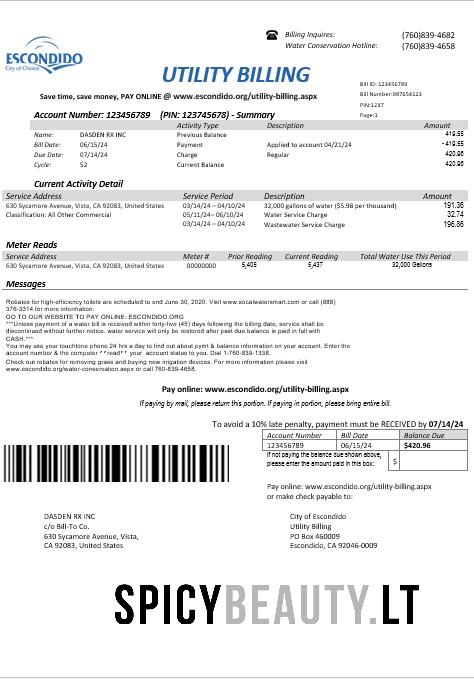 ESCONDIDO
City of Choice
Billing Inquires: (760)839-4682
Water Conservation Hotline: (760)839-4658
UTILITY BILLING
Save time, save money, PAY ONLINE @ www.escondido.org/utility-billing.aspx
Bill ID: 123456789
Bill Number:987654123
PIN:1237
Page:1
Account Number: 123456789 (PIN: 123745678) - Summary
Activity Type Description Amount
Name: DASDEN RX INC Previous Balance 419.55
Bill Date: 06/15/24 Payment Applied to account 04/21/24 -419.55
Due Date: 07/14/24 Charge Regular 420.96
Cycle: 52 Current Balance 420.96
Current Activity Detail
Service Address Service Period Description Amount
630 Sycamore Avenue, Vista, CA 92083, United States 03/14/24 – 04/10/24 32,000 gallons of water ($5.98 per thousand) 191.36
Classification: All Other Commercial 05/11/24– 06/10/24 Water Service Charge 32.74
03/14/24 – 04/10/24 Wastewater Service Charge 196.86
Meter Reads
Service Address Meter # Prior Reading Current Reading Total Water Use This Period
630 Sycamore Avenue, Vista, CA 92083, United States 00000000 5,405 5,437 32,000 Gallons
Messages
Rebates for high-efficiency toilets are scheduled to end June 30, 2020. Visit www.socalwatersmart.com or call (888)
376-3314 for more information.
GO TO OUR WEBSITE TO PAY ONLINE: ESCONDIDO.ORG
***Unless payment of a water bill is received within forty-five (45) days following the billing date, service shall be
discontinued without further notice. water service will only be restored after past due balance is paid in full with
CASH.***
You may use your touchtone phone 24 hrs a day to find out about pymt & balance information on your account. Enter the
account number & the computer **read** your account status to you. Dial 1-760-839-1338.
Check out rebates for removing grass and buying new irrigation devices. For more information please visit
www.escondido.org/water-conservation.aspx or call 760-839-4658.
Pay online: www.escondido.org/utility-billing.aspx
If paying by mail, please return this portion. If paying in portion, please bring entire bill.
To avoid a 10% late penalty, payment must be RECEIVED by 07/14/24
Account Number Bill Date Balance Due
123456789 06/15/24 $420.96
If not paying the balance due shown above,
please enter the amount paid in this box: $
Pay online: www.escondido.org/utility-billing.aspx
or make check payable to:
DASDEN RX INC
c/o Bill-To Co.
630 Sycamore Avenue, Vista,
CA 92083, United States
City of Escondido
Utility Billing
PO Box 460009
Escondido, CA 92046-0009
SPICYBEAUTY.LT